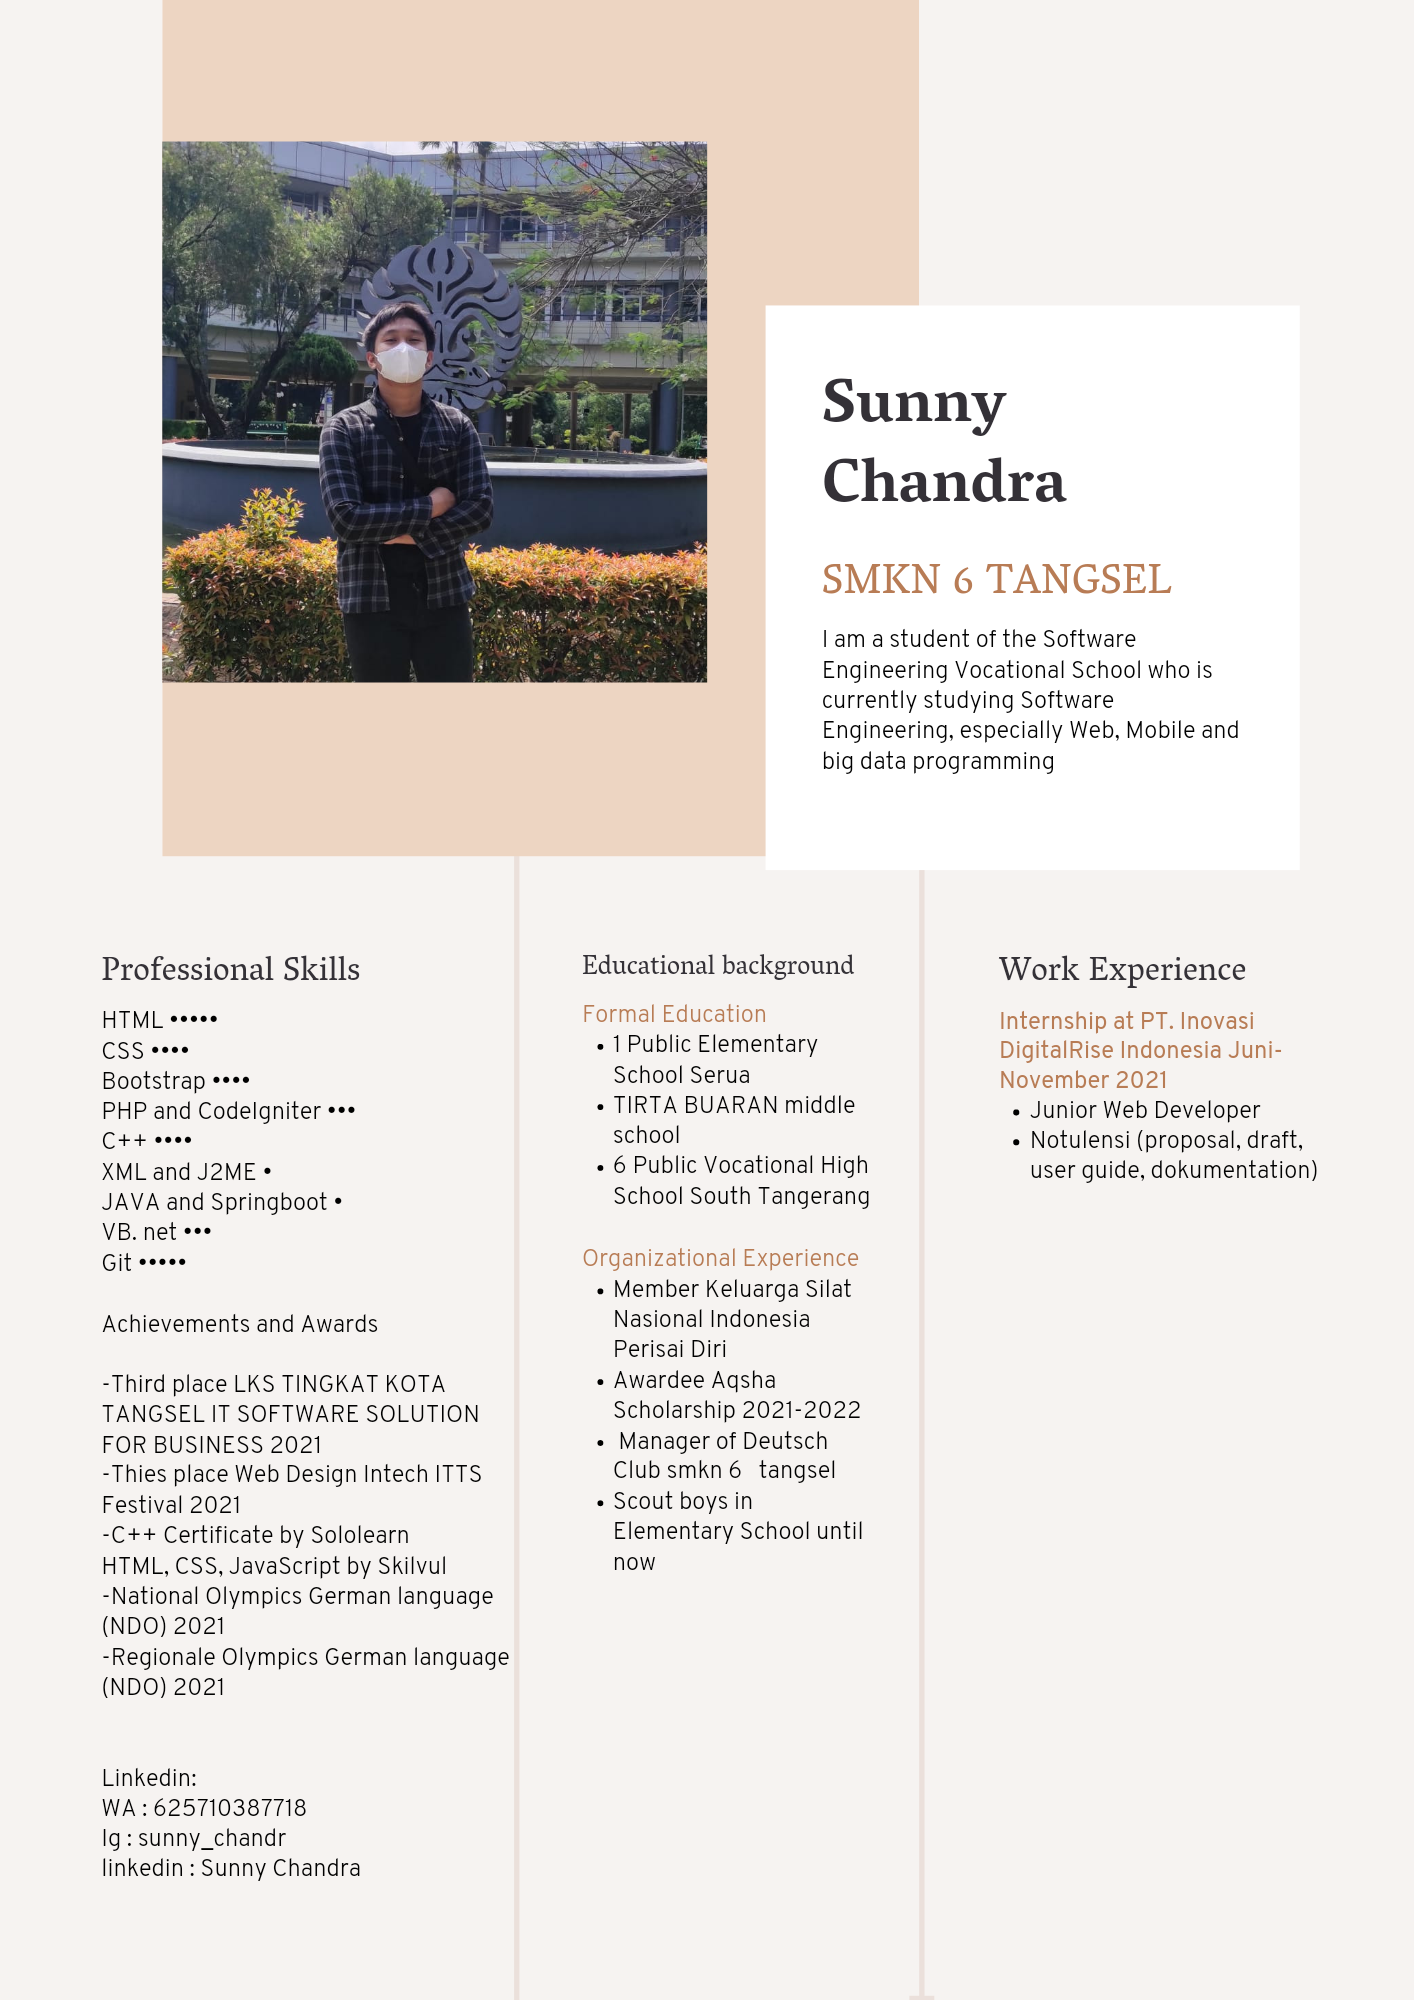 Sunny
Chandra
SMKN 6 TANGSEL
I am a student of the Software
Engineering Vocational School who is
currently studying Software
Engineering, especially Web, Mobile and
big data programming
Professional Skills
HTML •••••
CSS ••••
Bootstrap ••••
PHP and CodeIgniter •••
C++ ••••
XML and J2ME •
JAVA and Springboot •
VB. net •••
Git •••••
Achievements and Awards
-Third place LKS TINGKAT KOTA
TANGSEL IT SOFTWARE SOLUTION
FOR BUSINESS 2021
-Thies place Web Design Intech ITTS
Festival 2021
-C++ Certificate by Sololearn
HTML, CSS, JavaScript by Skilvul
-National Olympics German language
(NDO) 2021
-Regionale Olympics German language
(NDO) 2021
Linkedin:
WA : 625710387718
Ig : sunny_chandr
linkedin : Sunny Chandra
Educational background
Formal Education
• 1 Public Elementary
School Serua
• TIRTA BUARAN middle
school
• 6 Public Vocational High
School South Tangerang
Organizational Experience
• Member Keluarga Silat
Nasional Indonesia
Perisai Diri
• Awardee Aqsha
Scholarship 2021-2022
• Manager of Deutsch
Club smkn 6 tangsel
• Scout boys in
Elementary School until
now
Work Experience
Internship at PT. Inovasi
DigitalRise Indonesia Juni-
November 2021
• Junior Web Developer
• Notulensi (proposal, draft,
user guide, dokumentation)